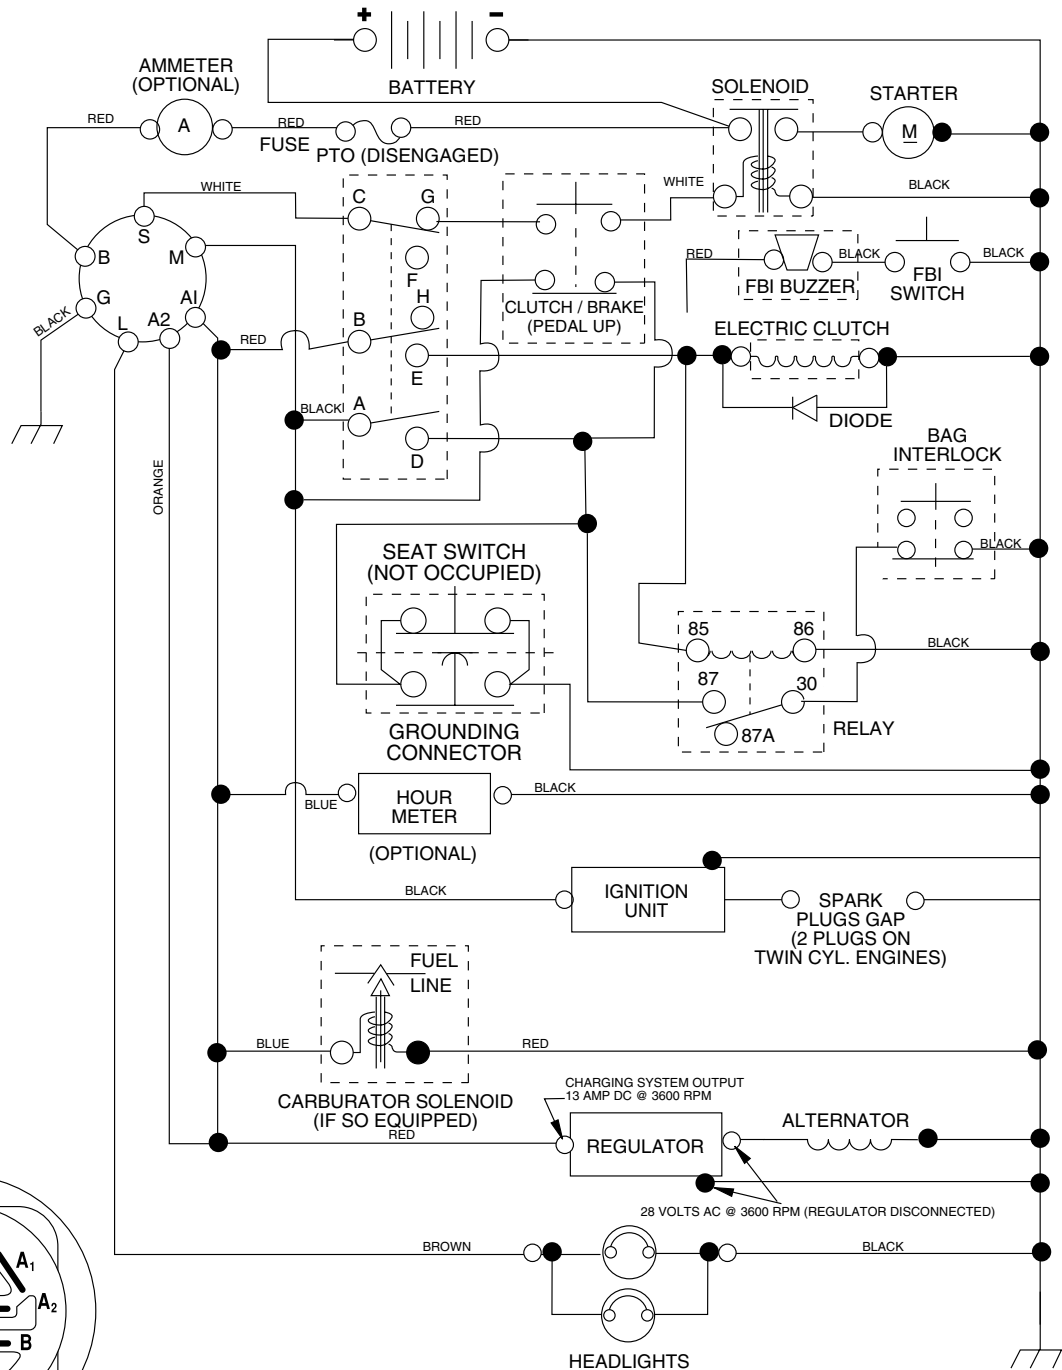 + −
BATTERY
AMMETER
(OPTIONAL)
A
RED
RED
FUSE
RED
PTO (DISENGAGED)
SOLENOID
STARTER
M
WHITE
WHITE
BLACK
S
M
B
G
L
A2
AI
BLACK
C
G
F
H
B
E
A
D
RED
BLACK
CLUTCH / BRAKE
(PEDAL UP)
RED
BLACK
BLACK
FBI BUZZER
FBI
SWITCH
ELECTRIC CLUTCH
DIODE
BAG
INTERLOCK
BLACK
ORANGE
SEAT SWITCH
(NOT OCCUPIED)
GROUNDING
CONNECTOR
85
86
BLACK
87
30
87A
RELAY
BLUE
HOUR
METER
BLACK
(OPTIONAL)
BLACK
IGNITION
UNIT
SPARK
PLUGS GAP
(2 PLUGS ON
TWIN CYL. ENGINES)
FUEL
LINE
BLUE
RED
CARBURATOR SOLENOID
(IF SO EQUIPPED)
RED
CHARGING SYSTEM OUTPUT
13 AMP DC @ 3600 RPM
REGULATOR
ALTERNATOR
28 VOLTS AC @ 3600 RPM (REGULATOR DISCONNECTED)
BROWN
BLACK
HEADLIGHTS
A1
A2
B